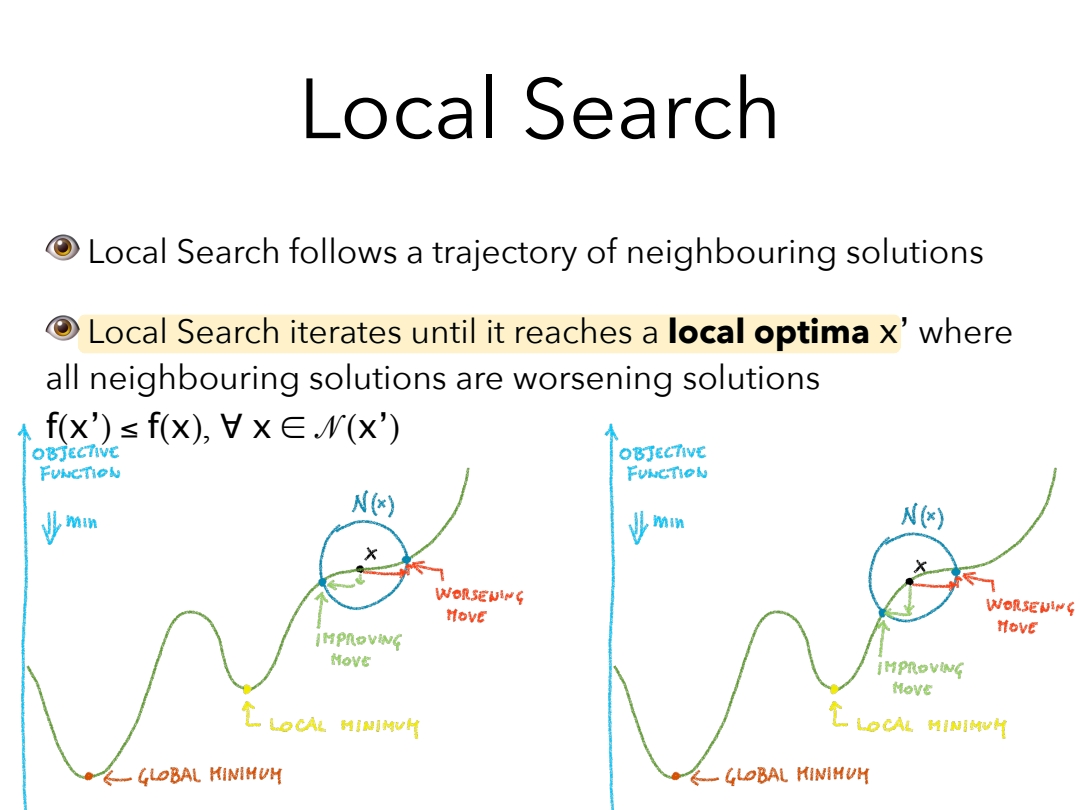 Local Search
Local Search follows a trajectory of neighbouring solutions
Local Search iterates until it reaches a local optima x’ where
all neighbouring solutions are worsening solutions
f(x’) ≤ f(x), ∀ x ∈ 𝒩(x’)
OBJECTIVE
FUNCTION
min
N(x)
x
WORSENING
MOVE
IMPROVING
MOVE
LOCAL MINIMUM
GLOBAL MINIMUM
OBJECTIVE
FUNCTION
min
N(x)
x
WORSENING
MOVE
IMPROVING
MOVE
LOCAL MINIMUM
GLOBAL MINIMUM